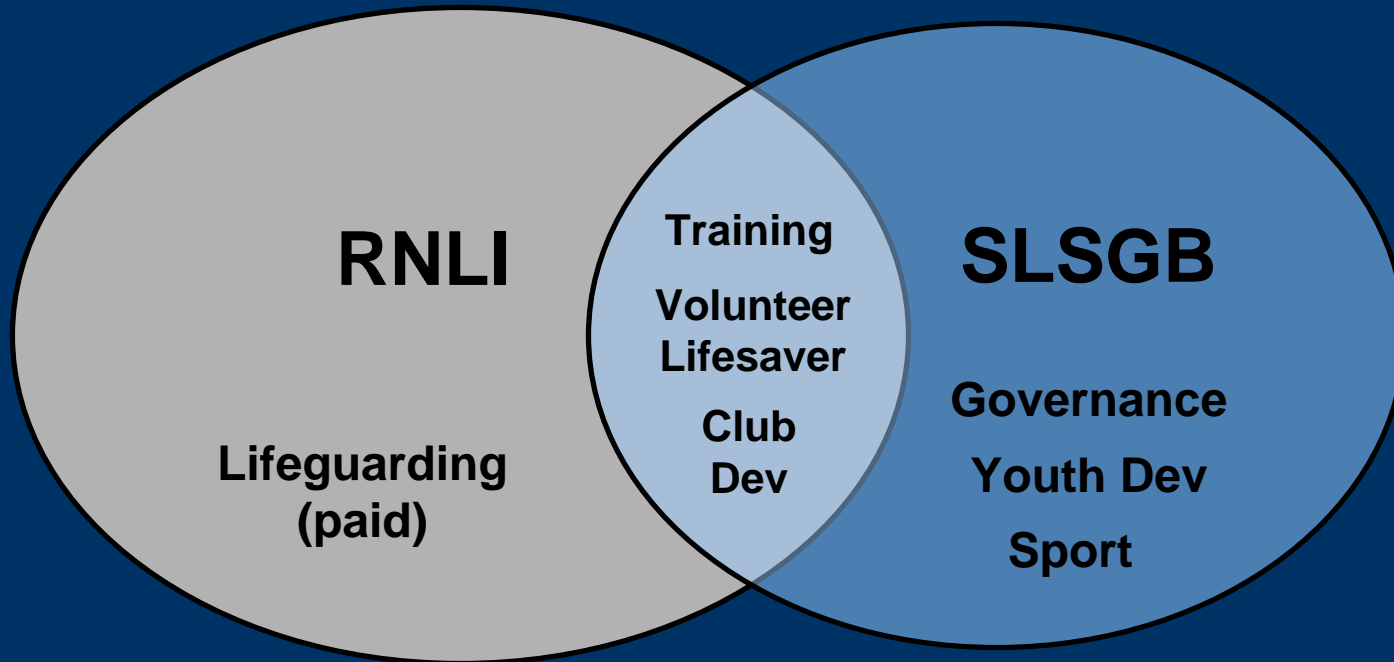 RNLI
Lifeguarding
(paid)
Training
Volunteer
Lifesaver
Club
Dev
SLSGB
Governance
Youth Dev
Sport